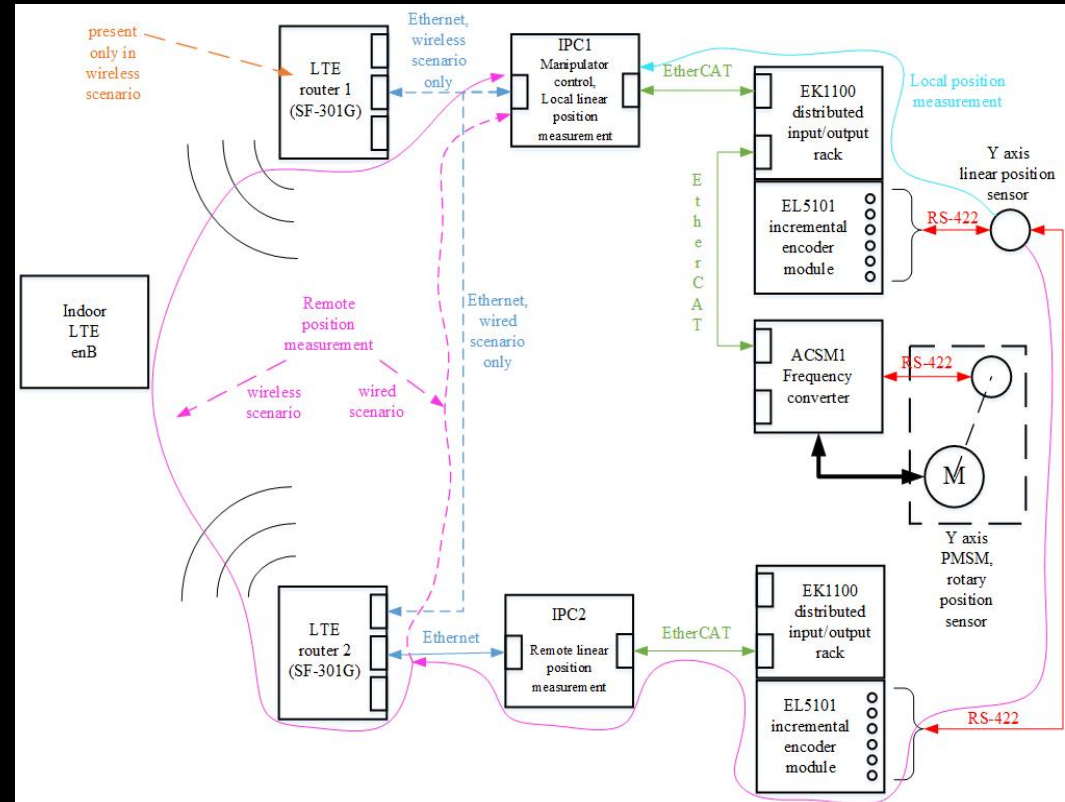 present
only in
wireless
scenario
LTE
router 1
(SF-301G)
Ethernet,
wireless
scenario
only
IPC1
Manipulator
control,
Local linear
position
measurement
EtherCAT
EK1100
distributed
input/output
rack
Local position
measurement
Y axis
linear position
sensor
EL5101
incremental
encoder
module
RS-422
EtherCAT
Indoor
LTE
enB
Remote
position
measurement
wireless
scenario
wired
scenario
Ethernet,
wired
scenario
only
ACSM1
Frequency
converter
RS-422
M
Y axis
PMSM,
rotary
position
sensor
LTE
router 2
(SF-301G)
Ethernet
IPC2
Remote linear
position
measurement
EtherCAT
EK1100
distributed
input/output
rack
EL5101
incremental
encoder
module
RS-422